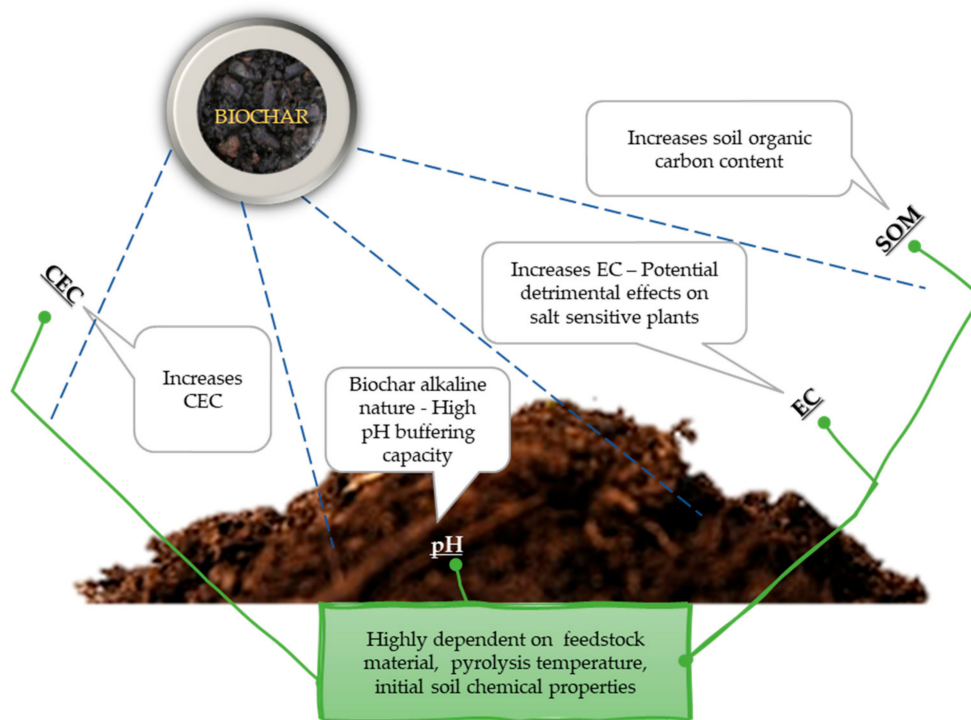 BIOCHAR
Increases soil organic
carbon content
SOM
Increases EC – Potential
detrimental effects on
salt sensitive plants
EC
CEC
Increases
CEC
Biochar alkaline
nature - High
pH buffering
capacity
pH
Highly dependent on feedstock
material, pyrolysis temperature,
initial soil chemical properties